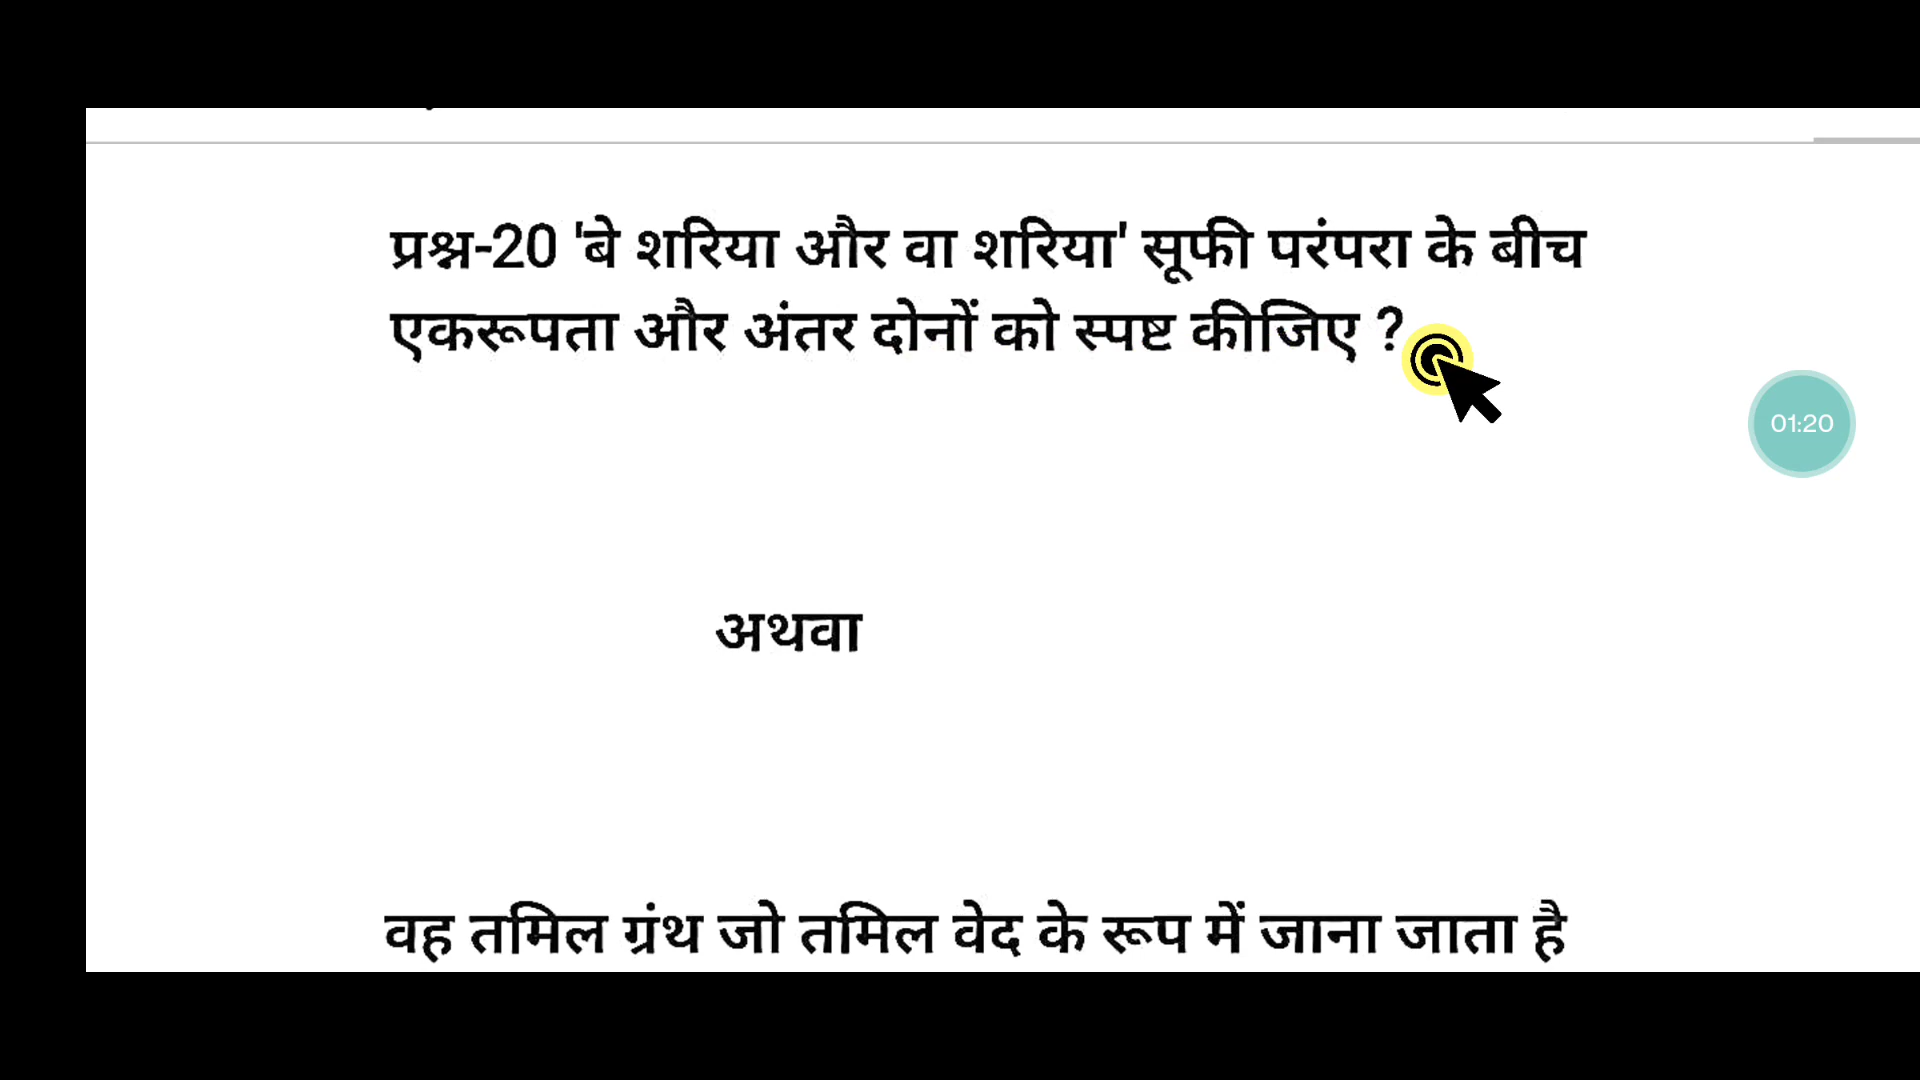 प्रश्न-20 'बे शरिया और वा शरिया' सूफी परंपरा के बीच
एकरूपता और अंतर दोनों को स्पष्ट कीजिए ?
01:20
अथवा
वह तमिल ग्रंथ जो तमिल वेद के रूप में जाना जाता है